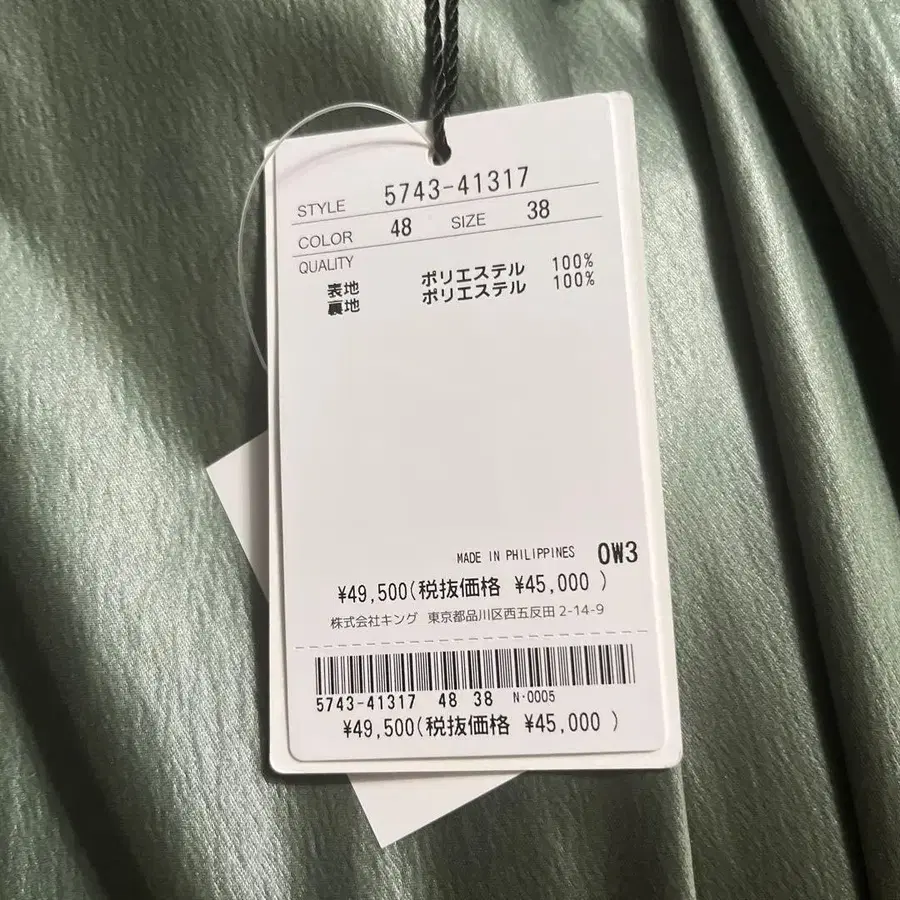 STYLE 5743-41317
COLOR 48 SIZE 38
QUALITY
表地 ポリエステル 100%
裏地 ポリエステル 100%
MADE IN PHILIPPINES 0W3
¥49,500(税抜価格 ¥45,000 )
株式会社キング 東京都品川区西五反田 2-14-9
5743-41317 48 38 N・0005
¥49,500(税抜価格 ¥45,000 )